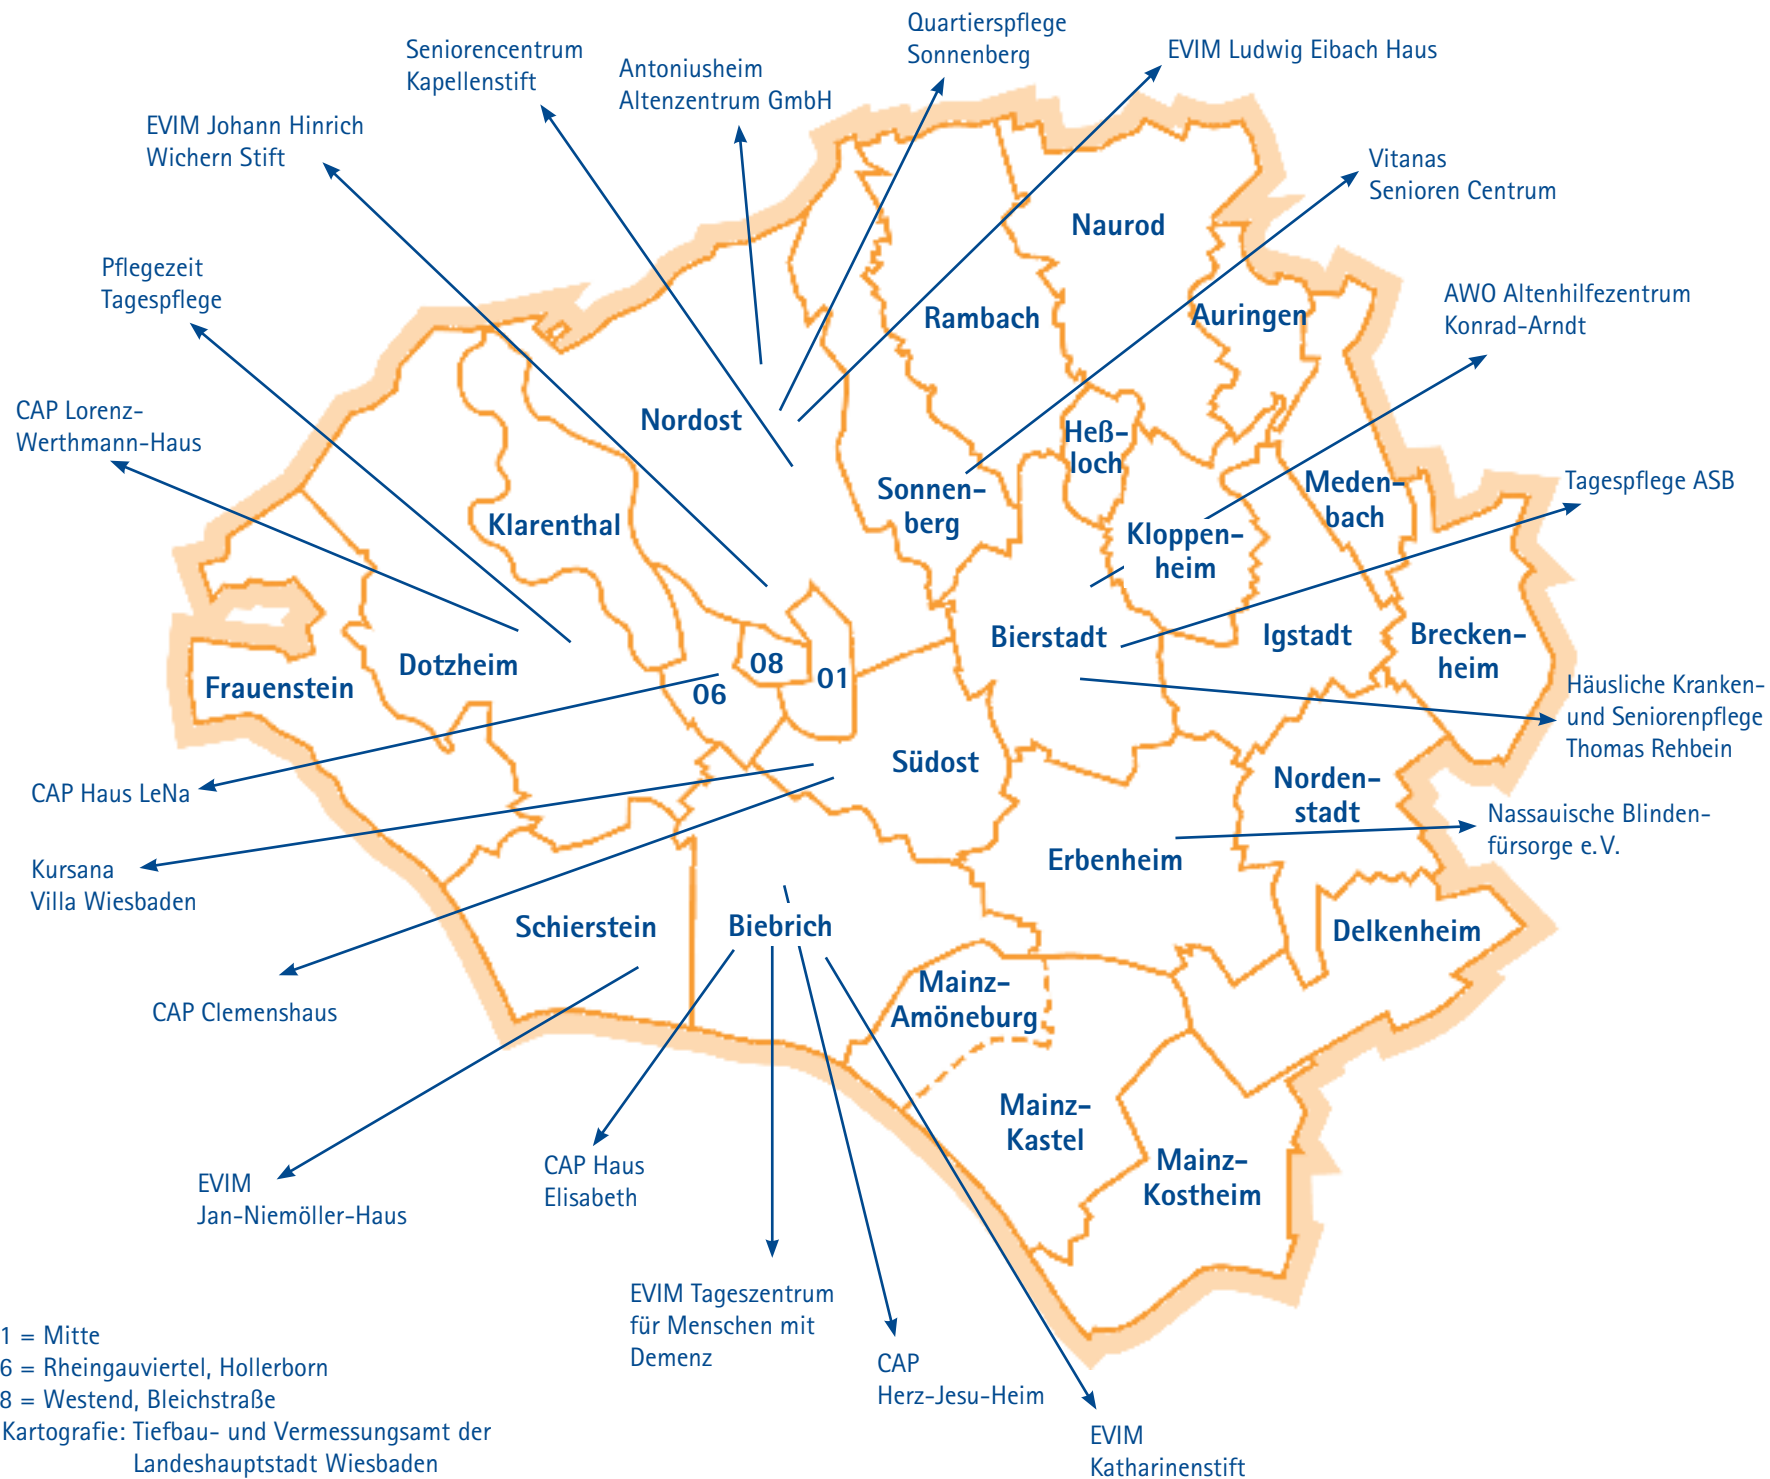 Quartierspflege
Sonnenberg
Seniorencentrum
Kapellenstift
EVIM Ludwig Eibach Haus
Antoniusheim
Altenzentrum GmbH
EVIM Johann Hinrich
Wichern Stift
Vitanas
Senioren Centrum
Pflegezeit
Tagespflege
AWO Altenhilfezentrum
Konrad-Arndt
CAP Lorenz-
Werthmann-Haus
Tagespflege ASB
Naurod
Rambach
Auringen
Nordost
Heß-
loch
Sonnen-
berg
Meden-
bach
Klarenthal
Kloppen-
heim
Bierstadt
Igstadt
Brecken-
heim
Dotzheim
Frauenstein
08
06
01
Häusliche Kranken-
und Seniorenpflege
Thomas Rehbein
Südost
Norden-
stadt
CAP Haus LeNa
Nassauische Blinden-
fürsorge e.V.
Erbenheim
Kursana
Villa Wiesbaden
Schierstein
Biebrich
Delkenheim
Mainz-
Amöneburg
CAP Clemenshaus
Mainz-
Kastel
Mainz-
Kostheim
EVIM
Jan-Niemöller-Haus
CAP Haus
Elisabeth
EVIM Tageszentrum
für Menschen mit
Demenz
CAP
Herz-Jesu-Heim
EVIM
Katharinenstift
1 = Mitte
6 = Rheingauviertel, Hollerborn
8 = Westend, Bleichstraße
Kartografie: Tiefbau- und Vermessungsamt der
Landeshauptstadt Wiesbaden